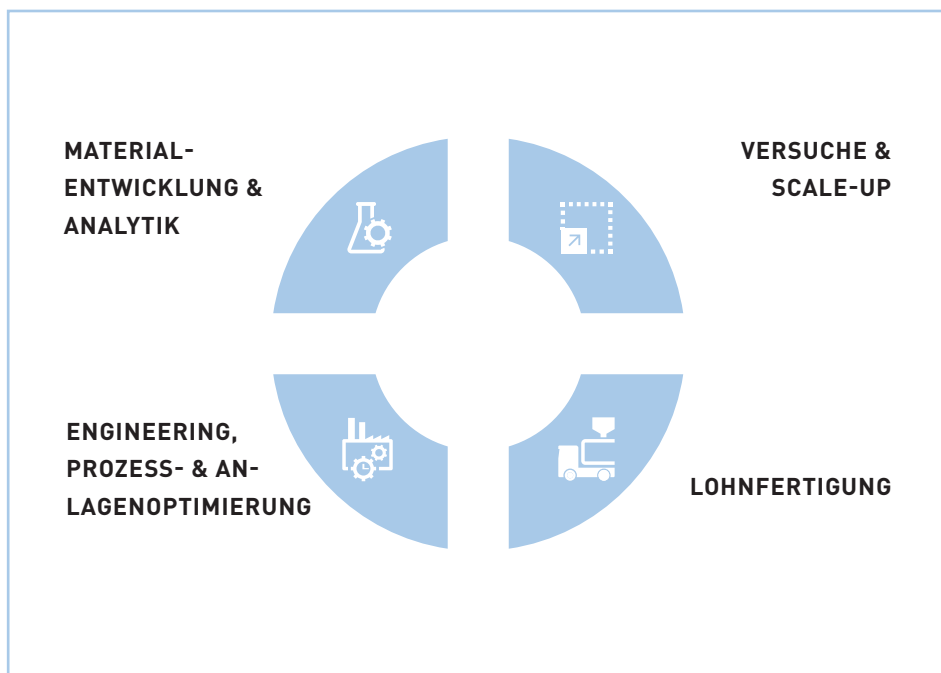 MATERIAL-
ENTWICKLUNG &
ANALYTIK
VERSUCHE &
SCALE-UP
ENGINEERING,
PROZESS- & AN-
LAGENOPTIMIERUNG
LOHNFERTIGUNG